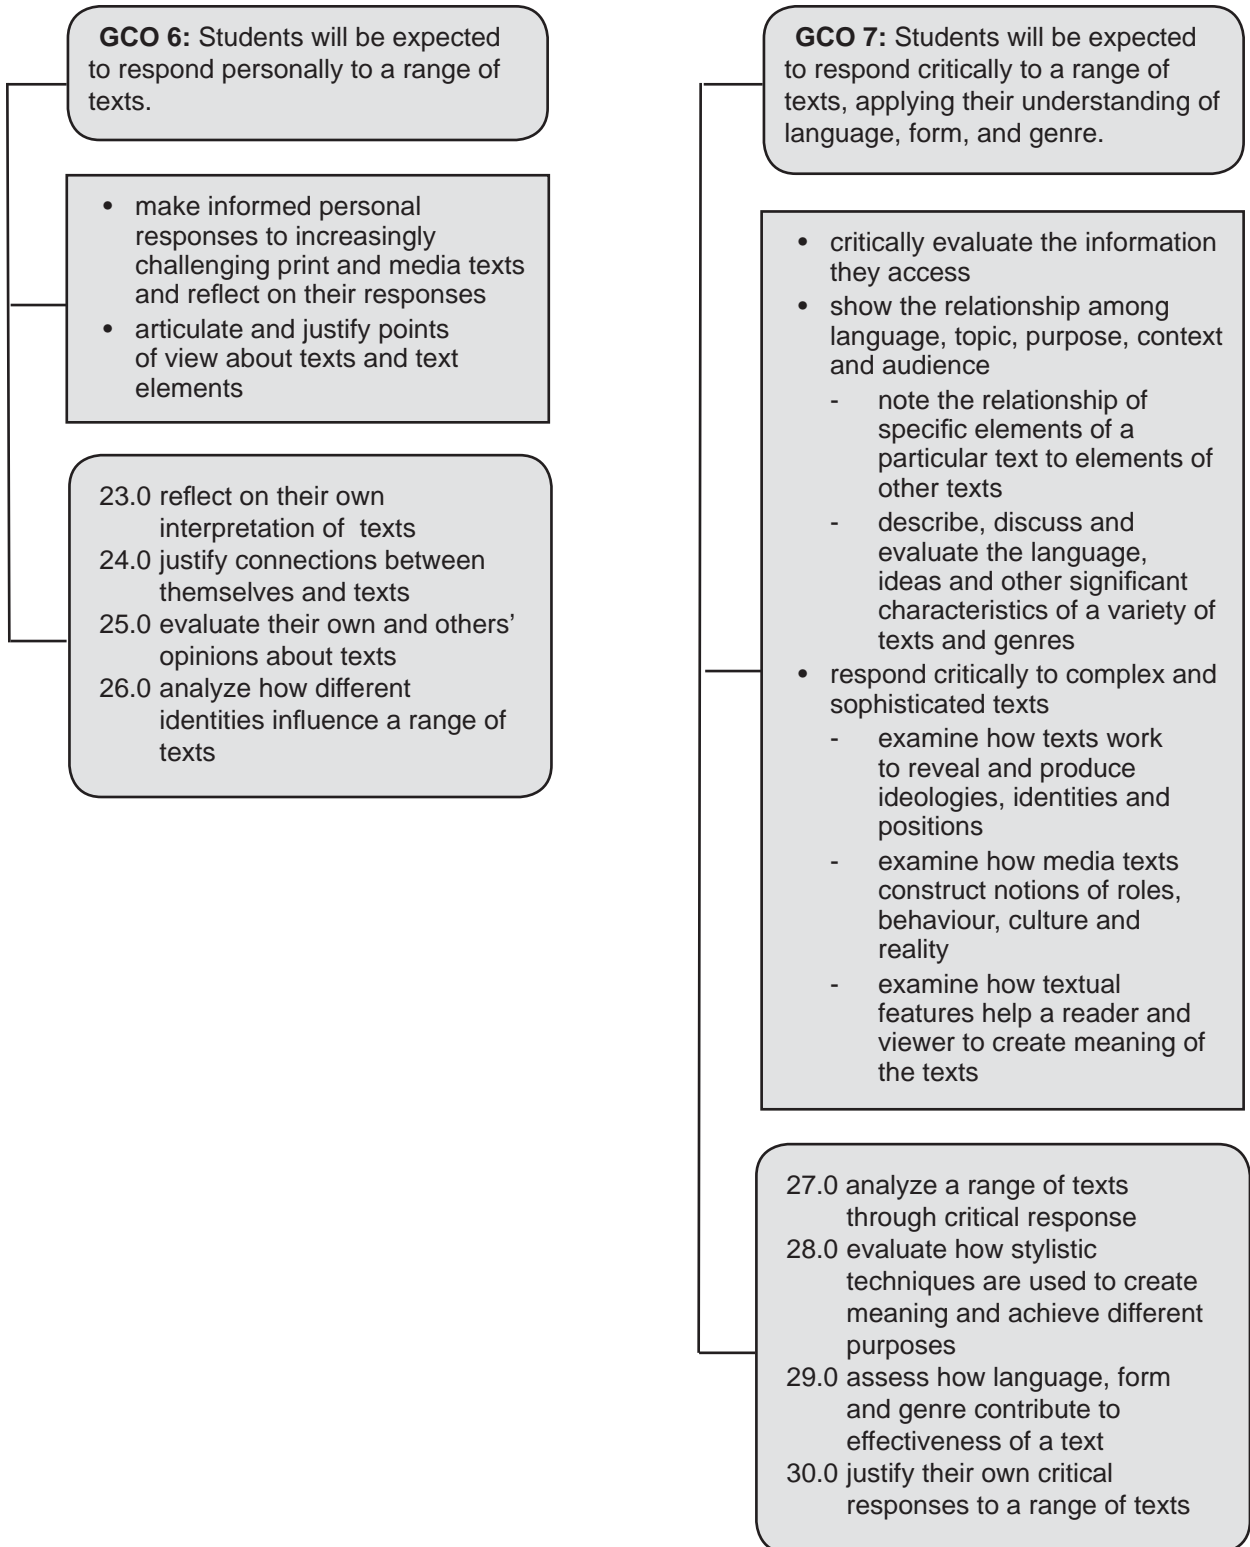 GCO 6: Students will be expected
to respond personally to a range of
texts.
• make informed personal
responses to increasingly
challenging print and media texts
and reflect on their responses
• articulate and justify points
of view about texts and text
elements
23.0 reflect on their own
interpretation of texts
24.0 justify connections between
themselves and texts
25.0 evaluate their own and others’
opinions about texts
26.0 analyze how different
identities influence a range of
texts
GCO 7: Students will be expected
to respond critically to a range of
texts, applying their understanding of
language, form, and genre.
• critically evaluate the information
they access
• show the relationship among
language, topic, purpose, context
and audience
- note the relationship of
specific elements of a
particular text to elements of
other texts
- describe, discuss and
evaluate the language,
ideas and other significant
characteristics of a variety of
texts and genres
• respond critically to complex and
sophisticated texts
- examine how texts work
to reveal and produce
ideologies, identities and
positions
- examine how media texts
construct notions of roles,
behaviour, culture and
reality
- examine how textual
features help a reader and
viewer to create meaning of
the texts
27.0 analyze a range of texts
through critical response
28.0 evaluate how stylistic
techniques are used to create
meaning and achieve different
purposes
29.0 assess how language, form
and genre contribute to
effectiveness of a text
30.0 justify their own critical
responses to a range of texts